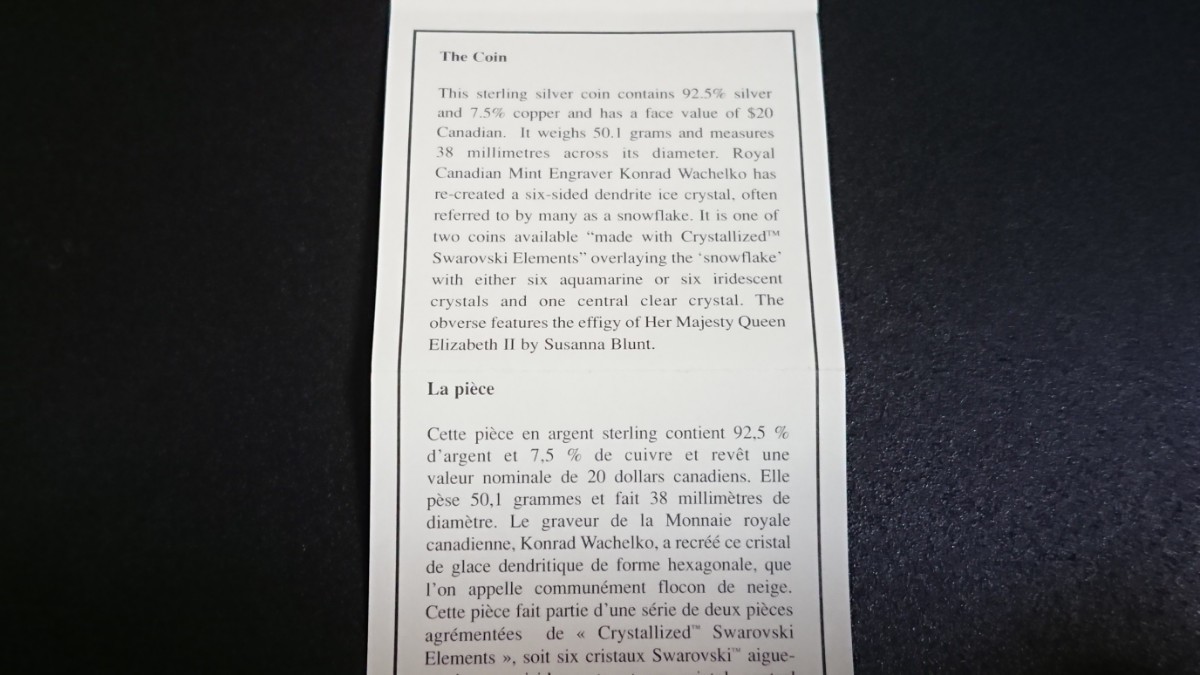 The Coin
This sterling silver coin contains 92.5% silver
and 7.5% copper and has a face value of $20
Canadian. It weighs 50.1 grams and measures
38 millimetres across its diameter. Royal
Canadian Mint Engraver Konrad Wachelko has
re-created a six-sided dendrite ice crystal, often
referred to by many as a snowflake. It is one of
two coins available “made with Crystallized™
Swarovski Elements” overlaying the ‘snowflake’
with either six aquamarine or six iridescent
crystals and one central clear crystal. The
obverse features the effigy of Her Majesty Queen
Elizabeth II by Susanna Blunt.
La pièce
Cette pièce en argent sterling contient 92,5 %
d’argent et 7,5 % de cuivre et revêt une
valeur nominale de 20 dollars canadiens. Elle
pèse 50,1 grammes et fait 38 millimètres de
diamètre. Le graveur de la Monnaie royale
canadienne, Konrad Wachelko, a recréé ce cristal
de glace dendritique de forme hexagonale, que
l’on appelle communément flocon de neige.
Cette pièce fait partie d’une série de deux pièces
agrémentées de « Crystallized™ Swarovski
Elements », soit six cristaux Swarovski™ aigue-